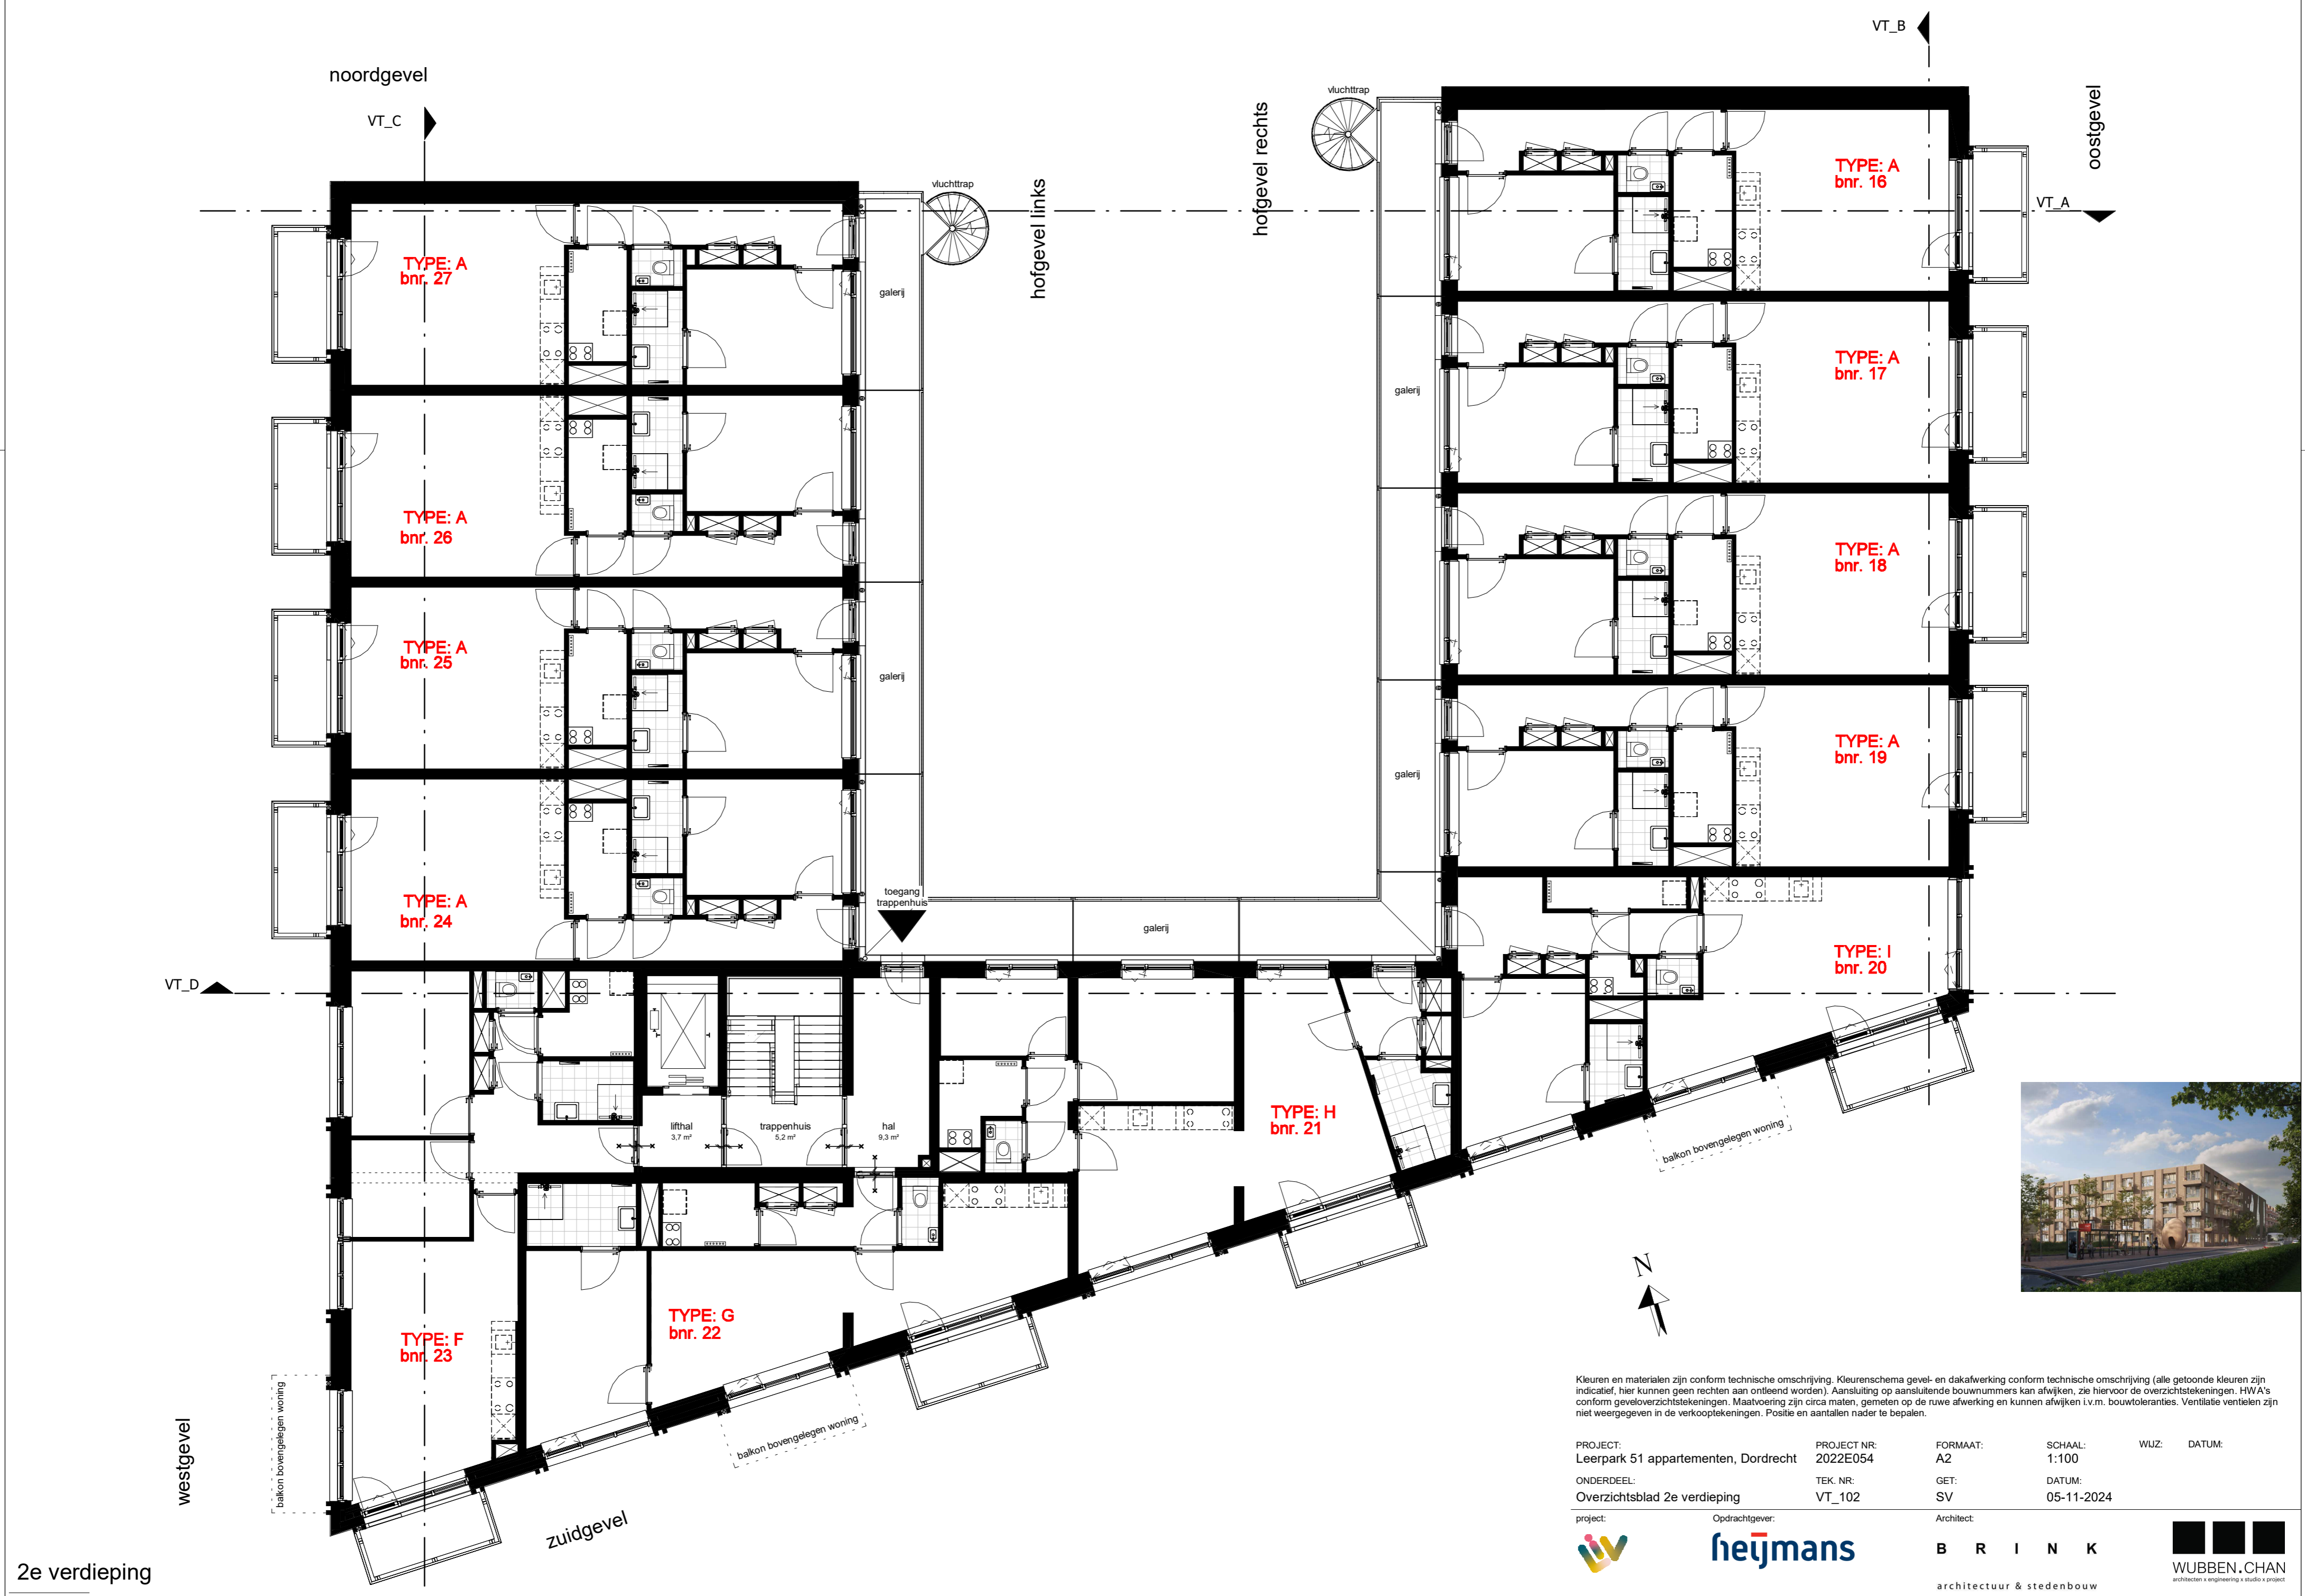 VT_B
noordgevel
VT_C
vluchttrap
hofgevel rechts
oostgevel
TYPE: A
bnr. 16
vluchttrap
hofgevel links
VT_A
TYPE: A
bnr. 27
galerij
TYPE: A
bnr. 17
galerij
TYPE: A
bnr. 26
TYPE: A
bnr. 18
TYPE: A
bnr. 25
galerij
TYPE: A
bnr. 19
galerij
TYPE: A
bnr. 24
toegang
trappenhuis
galerij
TYPE: I
bnr. 20
VT_D
lifthal
3,7 m²
trappenhuis
5,2 m²
hal
9,3 m²
TYPE: H
bnr. 21
balkon bovengelegen woning
TYPE: G
bnr. 22
TYPE: F
bnr. 23
N
balkon bovengelegen woning
balkon bovengelegen woning
westgevel
zuidgevel
2e verdieping
Kleuren en materialen zijn conform technische omschrijving. Kleurenschema gevel- en dakafwerking conform technische omschrijving (alle getoonde kleuren zijn
indicatief, hier kunnen geen rechten aan ontleend worden). Aansluiting op aansluitende bouwnummers kan afwijken, zie hiervoor de overzichtstekeningen. HWA's
conform geveloverzichtstekeningen. Maatvoering zijn circa maten, gemeten op de ruwe afwerking en kunnen afwijken i.v.m. bouwtoleranties. Ventilatie ventielen zijn
niet weergegeven in de verkooptekeningen. Positie en aantallen nader te bepalen.
PROJECT: PROJECT NR: FORMAAT: SCHAAL: WIJZ: DATUM:
Leerpark 51 appartementen, Dordrecht 2022E054 A2 1:100
ONDERDEEL: TEK. NR: GET: DATUM:
Overzichtsblad 2e verdieping VT_102 SV 05-11-2024
project: Opdrachtgever: Architect:
heijmans
BRINK
architectuur & stedenbouw
WUBBEN.CHAN
architecten x engineering x studio x project